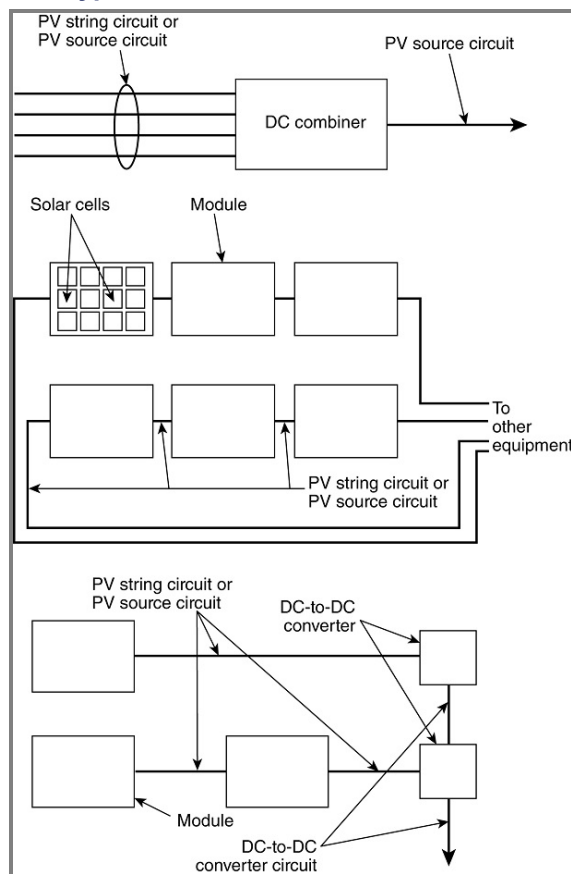 PV string circuit or
PV source circuit
PV source circuit
DC combiner
Solar cells
Module
To
other
equipment
PV string circuit or
PV source circuit
PV string circuit or
PV source circuit
DC-to-DC
converter
Module
DC-to-DC
converter circuit